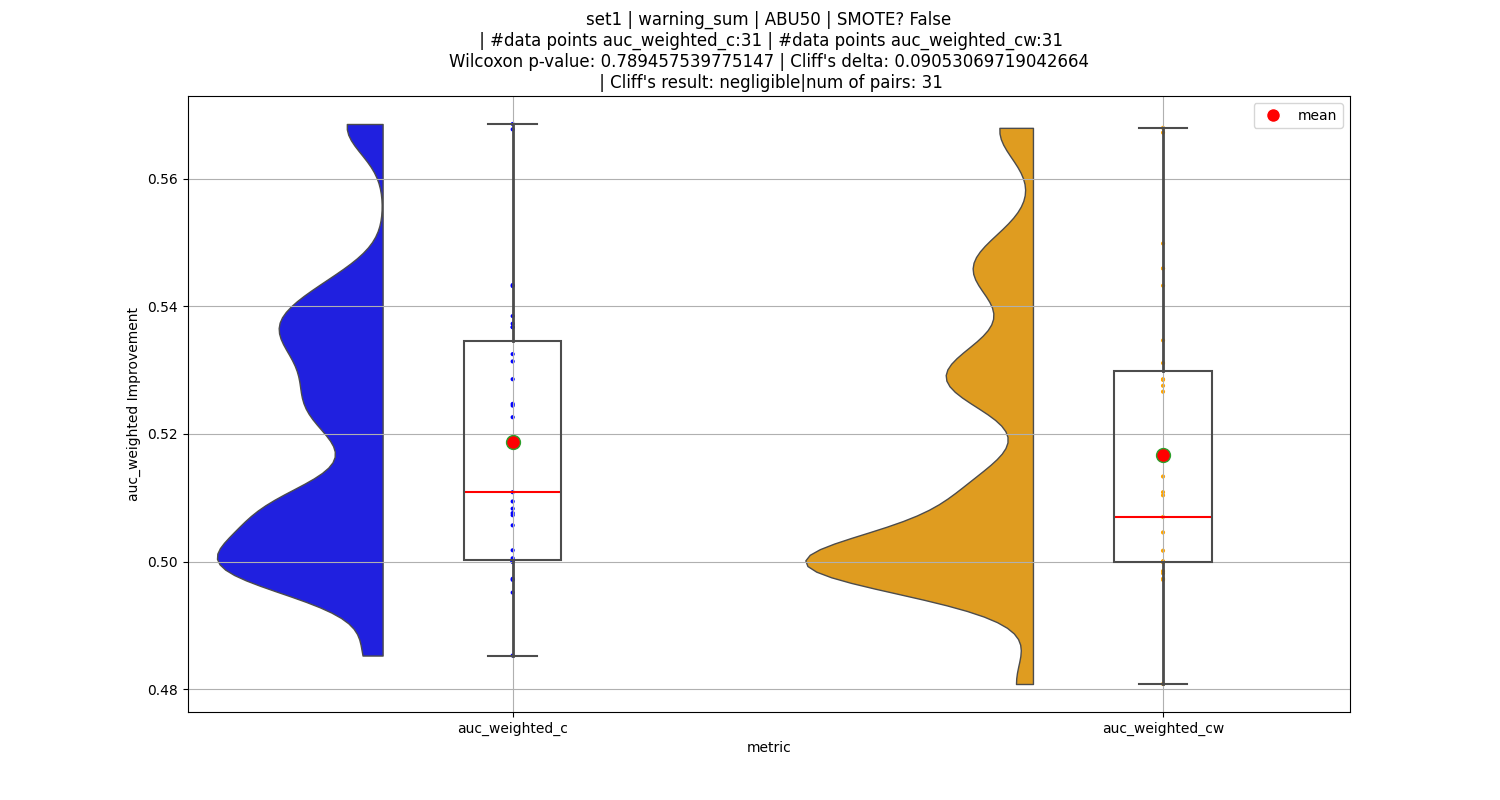 set1 | warning_sum | ABU50 | SMOTE? False
| #data points auc_weighted_c:31 | #data points auc_weighted_cw:31
Wilcoxon p-value: 0.789457539775147 | Cliff's delta: 0.09053069719042664
| Cliff's result: negligible|num of pairs: 31
mean
0.56
0.54
0.52
0.50
0.48
auc_weighted Improvement
auc_weighted_c
auc_weighted_cw
metric